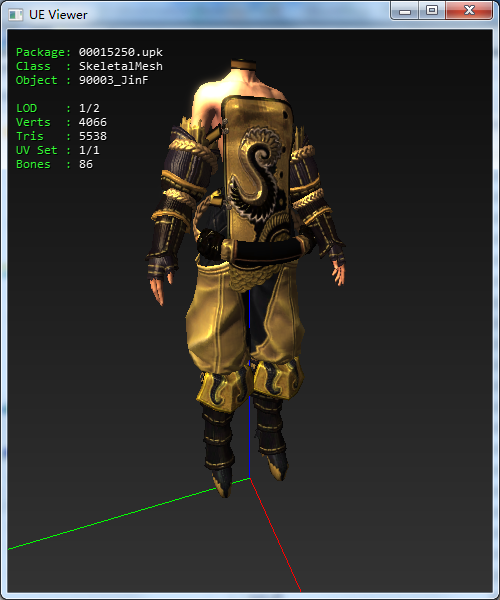 UE Viewer
Package: 00015250.upk
Class  : SkeletalMesh
Object : 90003_JinF
LOD    : 1/2
Verts  : 4066
Tris   : 5538
UV Set : 1/1
Bones  : 86